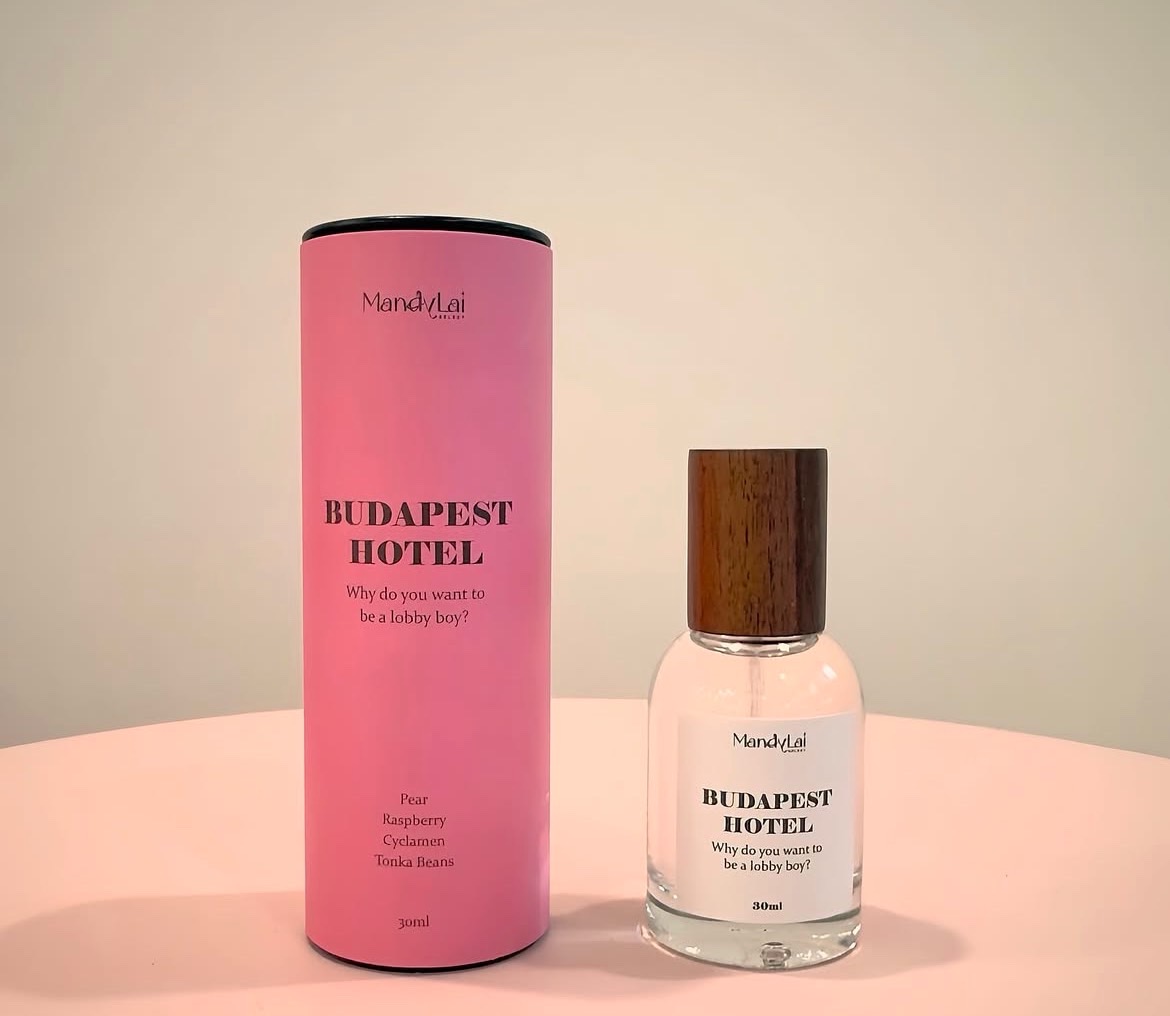 MandyLai
BUDAPEST
HOTEL
Why do you want to
be a lobby boy?
Pear
Raspberry
Cyclamen
Tonka Beans
30ml
MandyLai
BUDAPEST
HOTEL
Why do you want to
be a lobby boy?
30ml